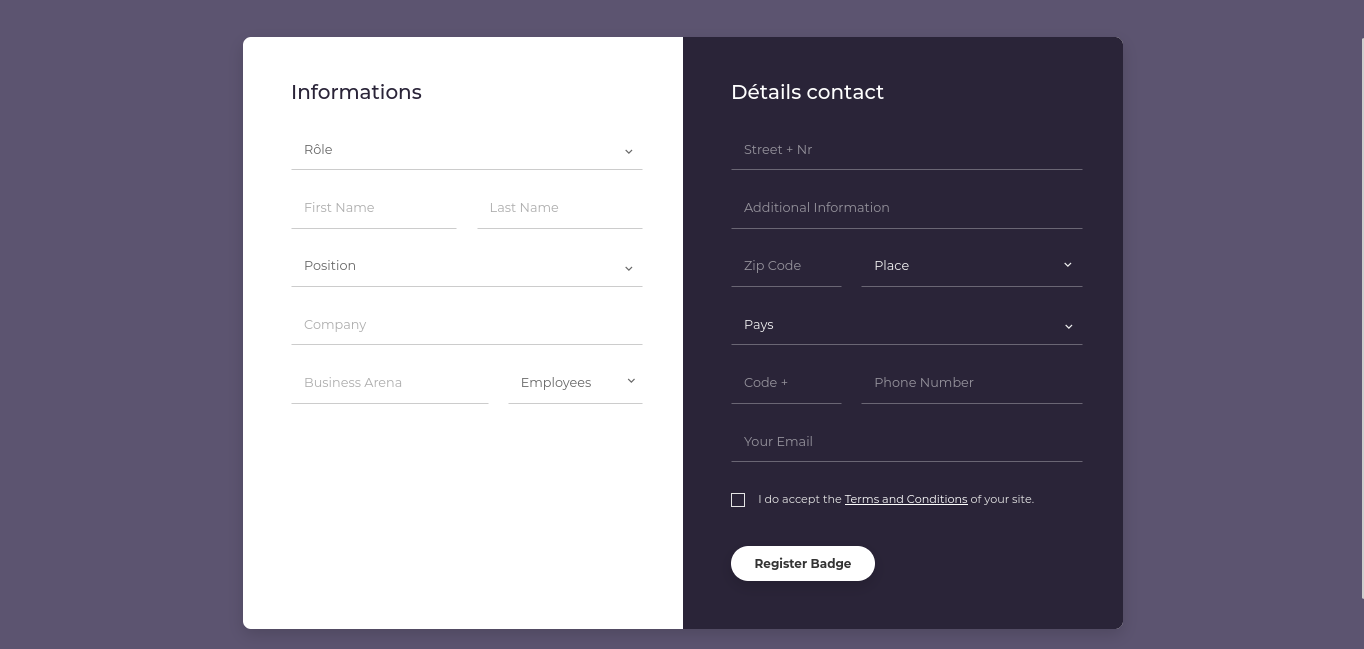 Informations
Rôle
First Name
Last Name
Position
Company
Business Arena
Employees
Détails contact
Street + Nr
Additional Information
Zip Code
Place
Pays
Code +
Phone Number
Your Email
I do accept the Terms and Conditions of your site.
Register Badge